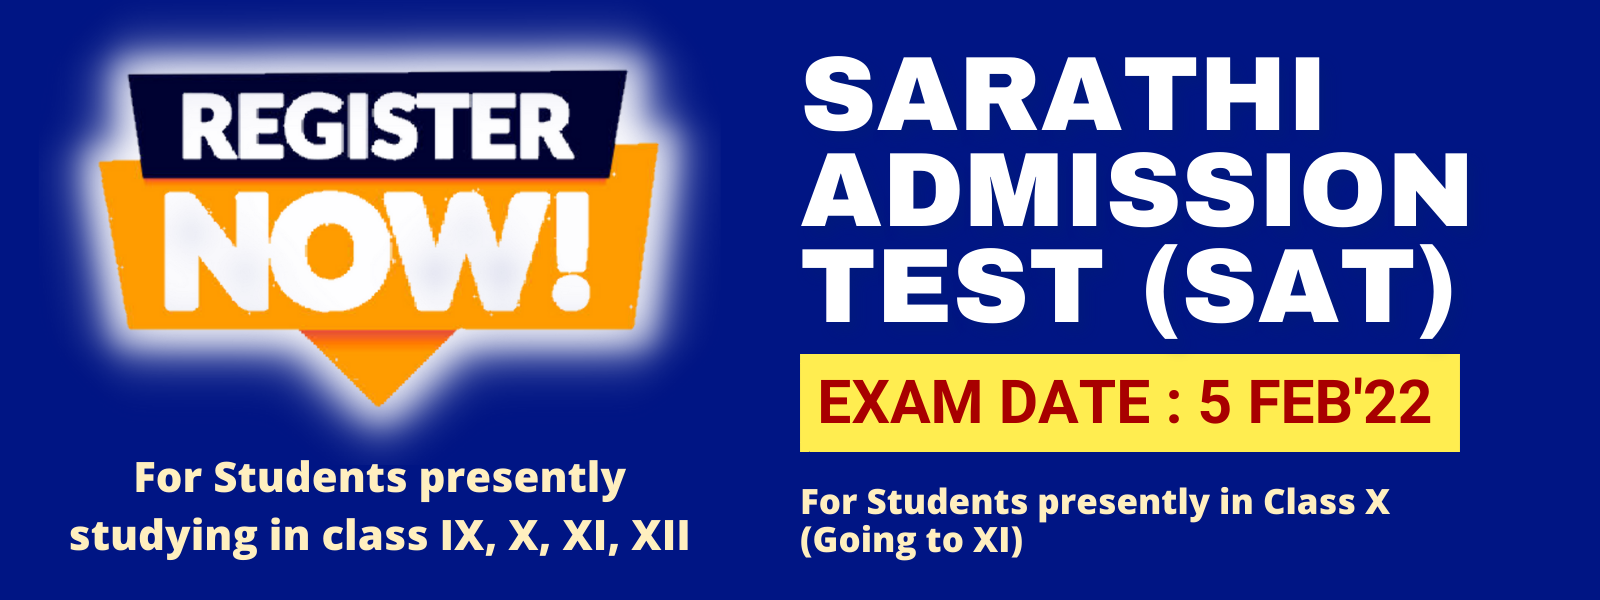 REGISTER
NOW!
For Students presently
studying in class IX, X, XI, XII
SARATHI
ADMISSION
TEST (SAT)
EXAM DATE : 5 FEB'22
For Students presently in Class X
(Going to XI)